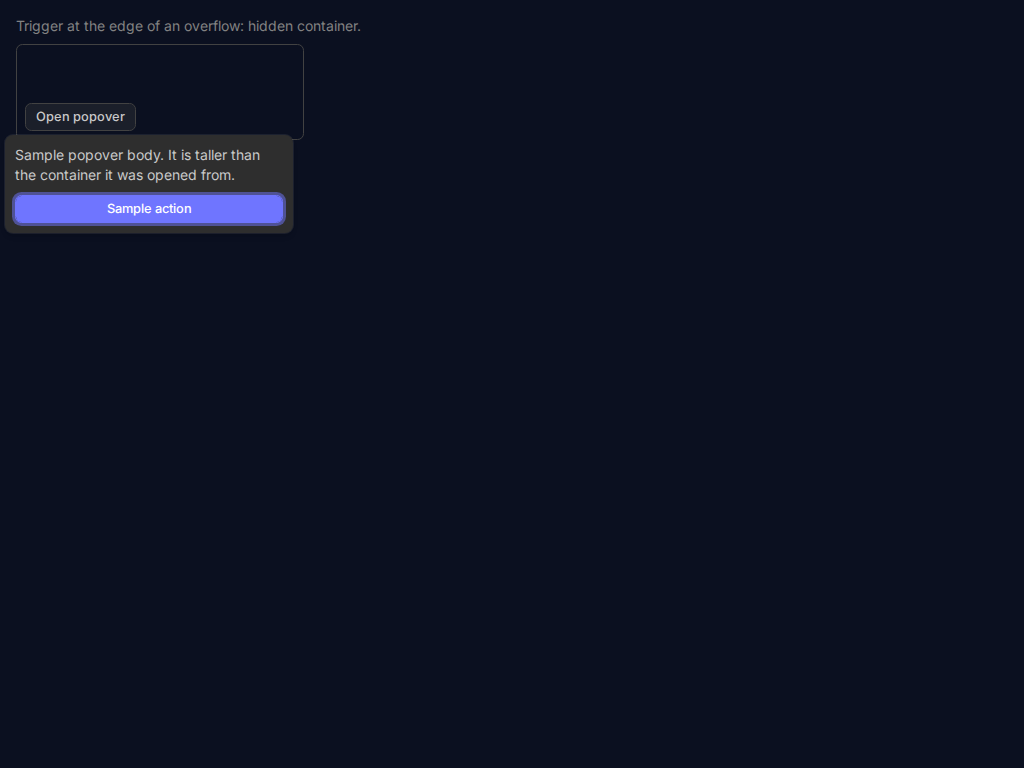 Trigger at the edge of an overflow: hidden container.
Open popover
Sample popover body. It is taller than
the container it was opened from.
Sample action